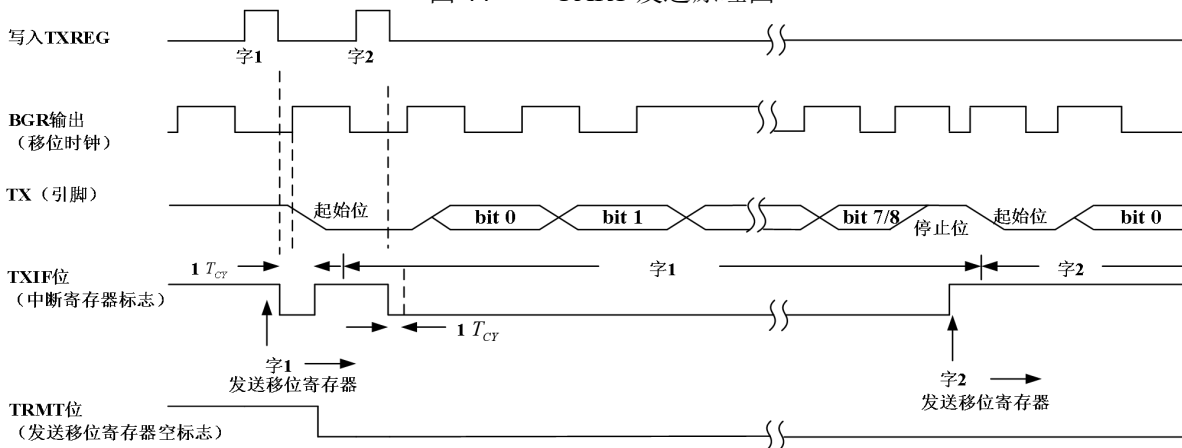 写入TXREG
字1
字2
BGR输出
（移位时钟）
TX（引脚）
起始位
bit 0
bit 1
bit 7/8
停止位
起始位
bit 0
1 TCY
字1
字2
TXIF位
（中断寄存器标志）
1 TCY
字1
发送移位寄存器
字2
发送移位寄存器
TRMT位
（发送移位寄存器空标志）